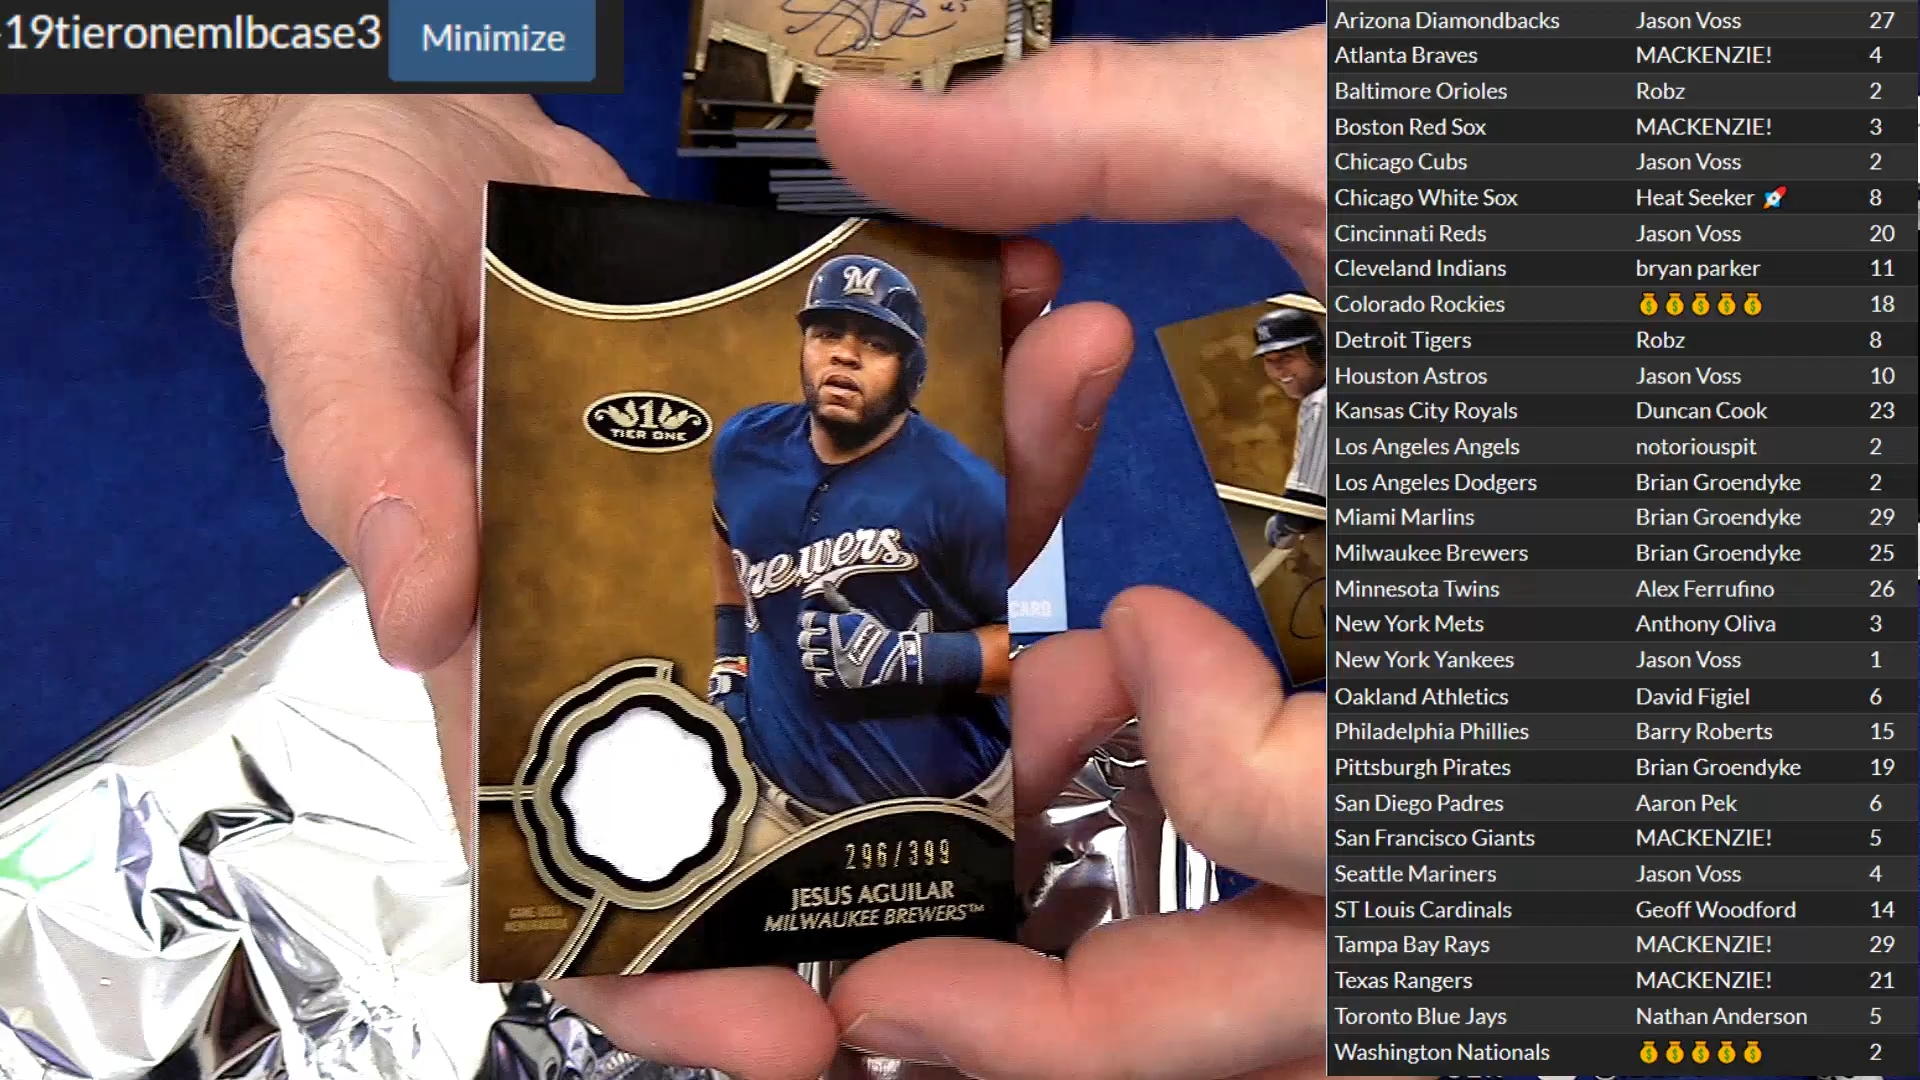 -19tieronemlbcase3
Minimize
M
1
TIER ONE
Brewers
CARD
296/399
JESUS AGUILAR
MILWAUKEE BREWERS™
GAME USED
MEMORABILIA
Arizona Diamondbacks Jason Voss 27
Atlanta Braves MACKENZIE! 4
Baltimore Orioles Robz 2
Boston Red Sox MACKENZIE! 3
Chicago Cubs Jason Voss 2
Chicago White Sox Heat Seeker 🚀 8
Cincinnati Reds Jason Voss 20
Cleveland Indians bryan parker 11
Colorado Rockies 💰💰💰💰💰 18
Detroit Tigers Robz 8
Houston Astros Jason Voss 10
Kansas City Royals Duncan Cook 23
Los Angeles Angels notoriouspit 2
Los Angeles Dodgers Brian Groendyke 2
Miami Marlins Brian Groendyke 29
Milwaukee Brewers Brian Groendyke 25
Minnesota Twins Alex Ferrufino 26
New York Mets Anthony Oliva 3
New York Yankees Jason Voss 1
Oakland Athletics David Figiel 6
Philadelphia Phillies Barry Roberts 15
Pittsburgh Pirates Brian Groendyke 19
San Diego Padres Aaron Pek 6
San Francisco Giants MACKENZIE! 5
Seattle Mariners Jason Voss 4
ST Louis Cardinals Geoff Woodford 14
Tampa Bay Rays MACKENZIE! 29
Texas Rangers MACKENZIE! 21
Toronto Blue Jays Nathan Anderson 5
Washington Nationals 💰💰💰💰💰 2